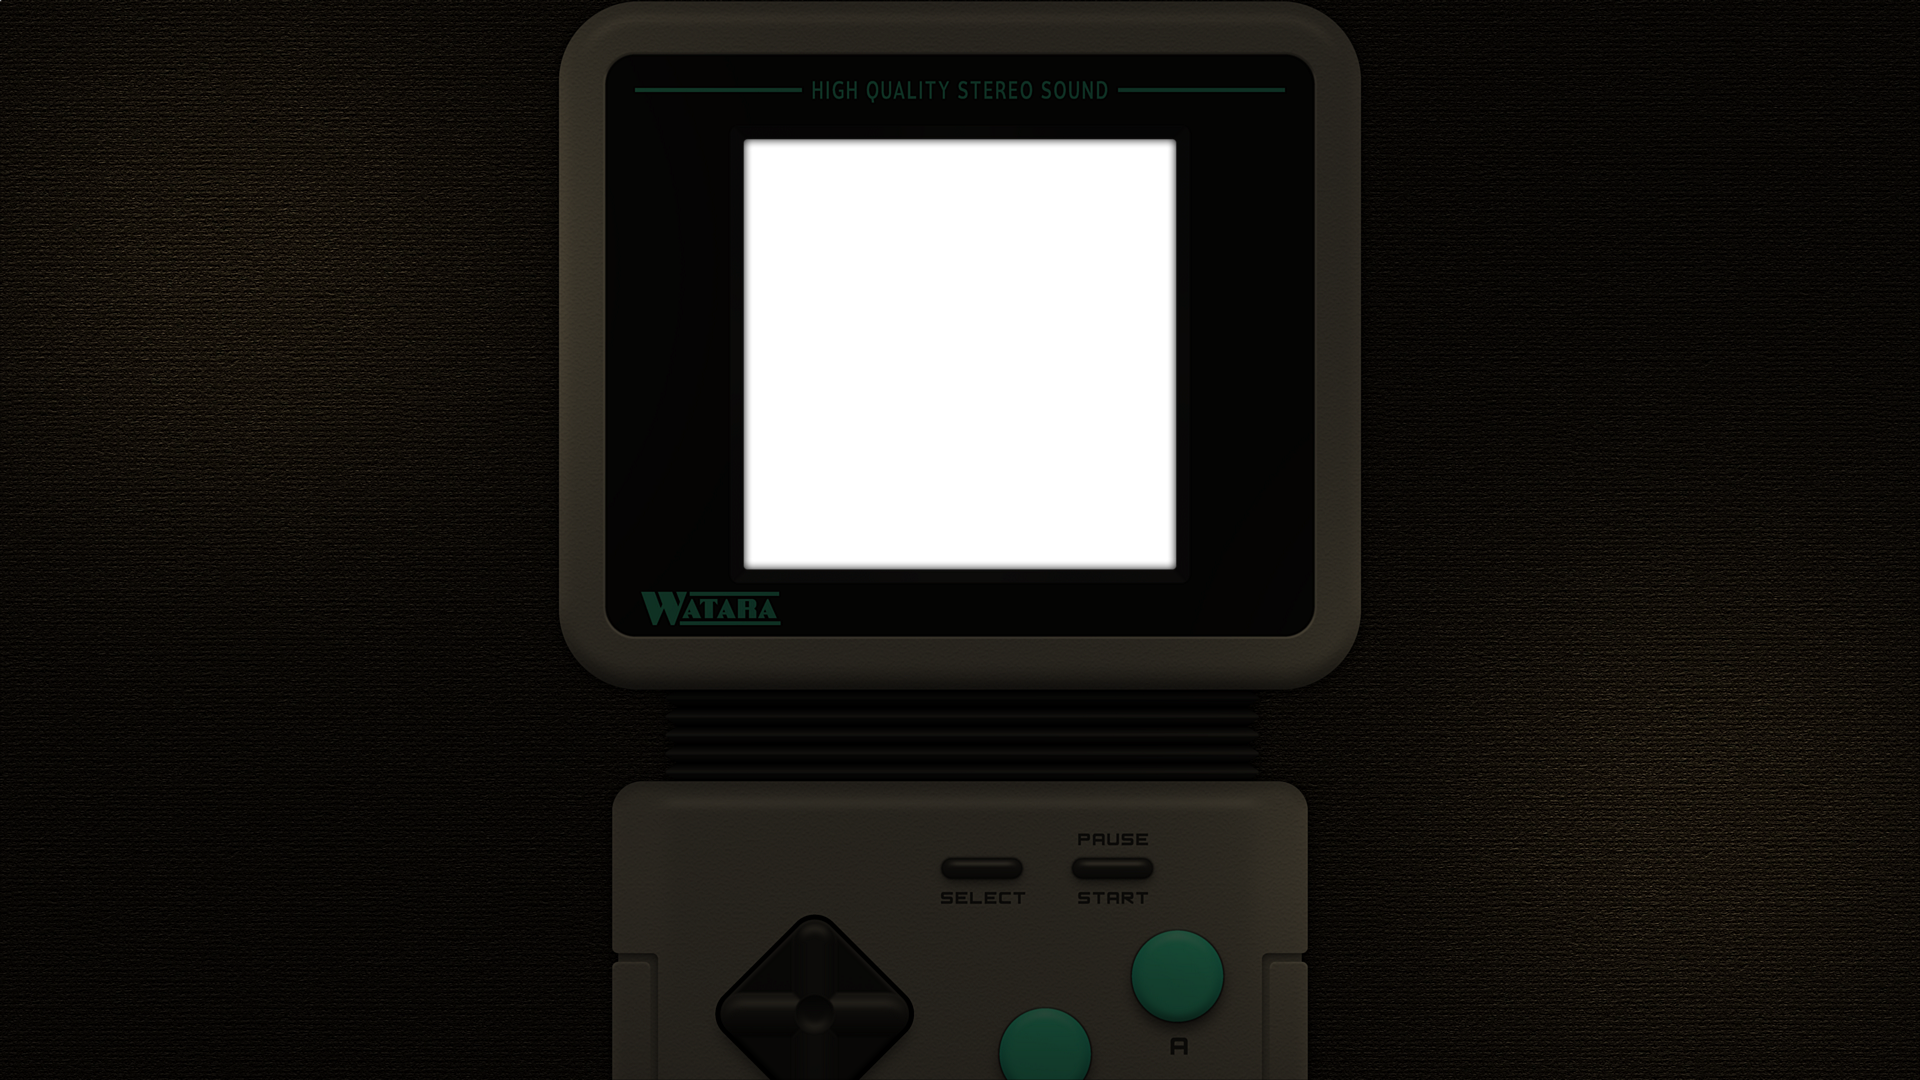 HIGH QUALITY STEREO SOUND
WATARA
PAUSE
SELECT START
A